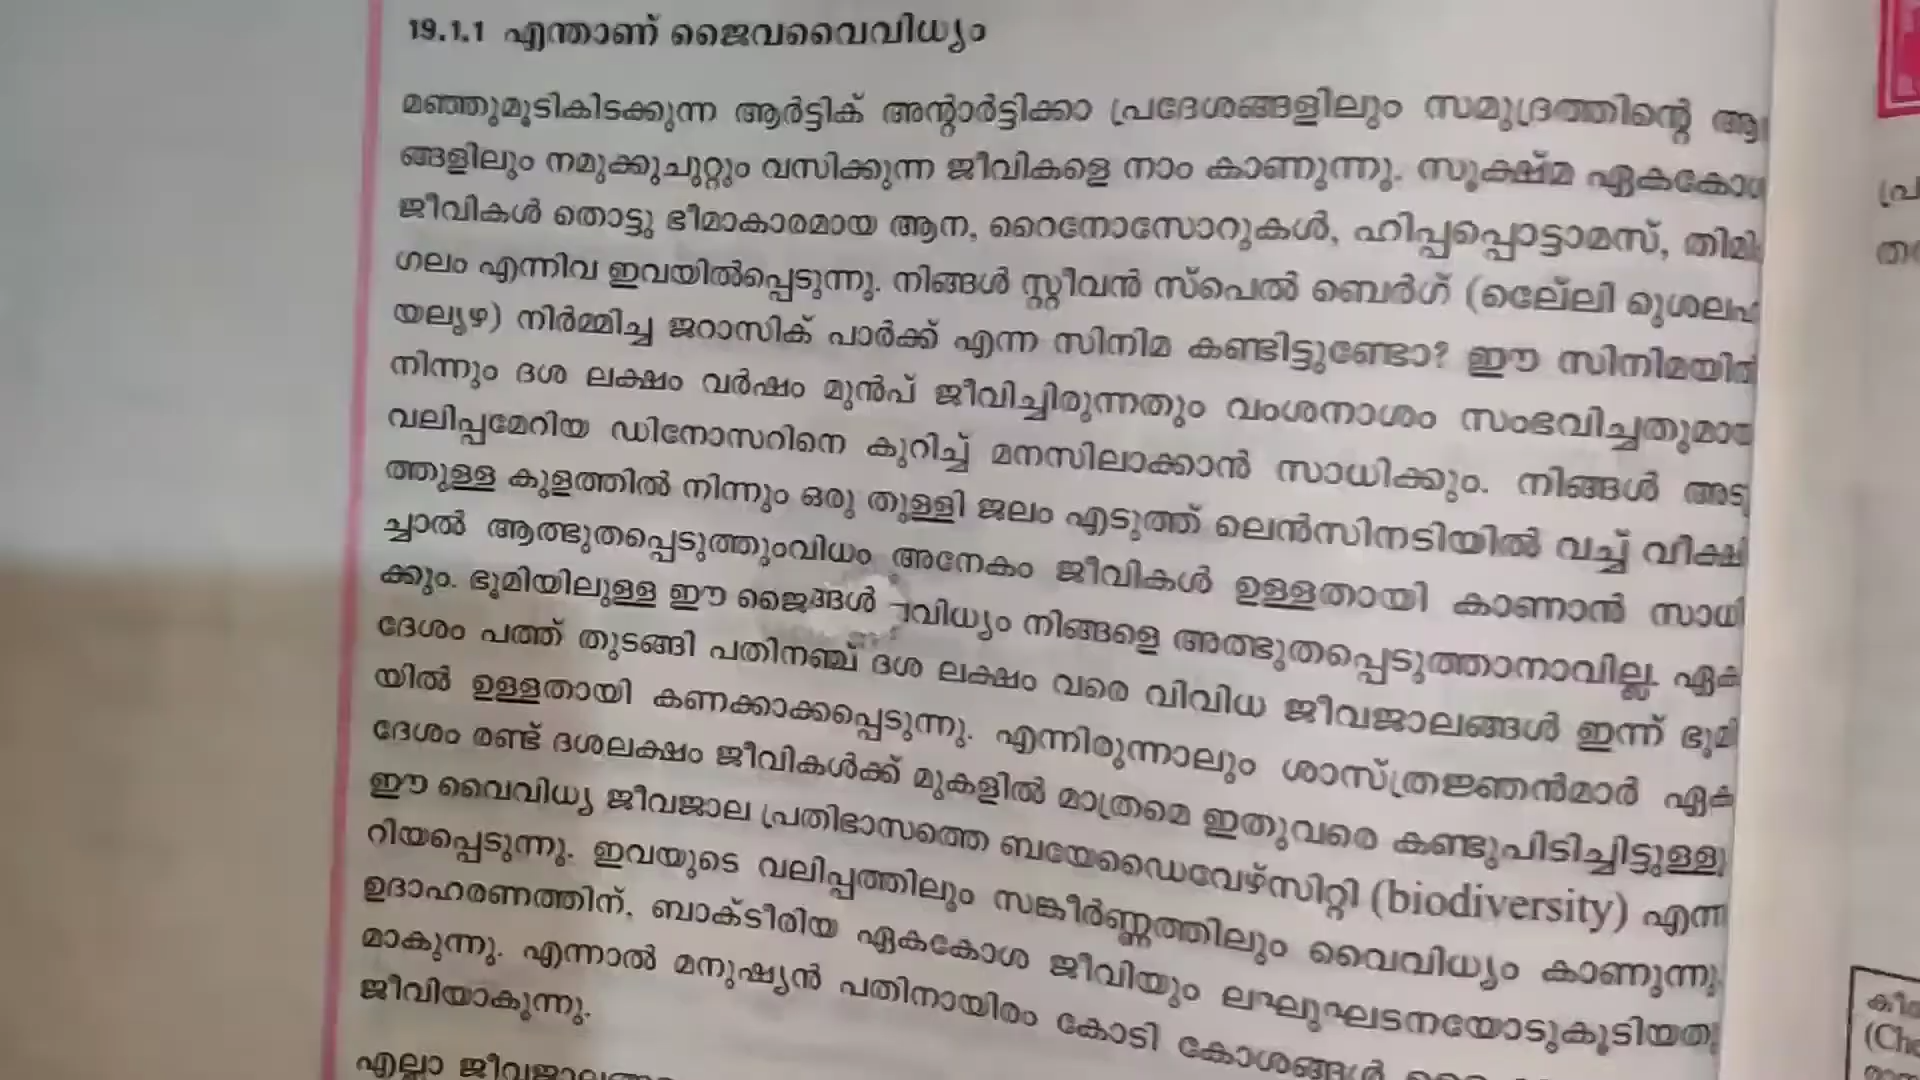 19.1.1 എന്താണ് ജൈവവൈവിധ്യം
മഞ്ഞുമൂടികിടക്കുന്ന ആർട്ടിക് അന്റാർട്ടിക്കാ പ്രദേശങ്ങളിലും സമുദ്രത്തിന്റെ
ങ്ങളിലും നമുക്കുചുറ്റും വസിക്കുന്ന ജീവികളെ നാം കാണുന്നു. സൂക്ഷ്മ ഏകകോശ
ജീവികൾ തൊട്ടു ഭീമാകാരമായ ആന, റൈനോസോറുകൾ, ഹിപ്പപ്പൊട്ടാമസ്, തിമിം
ഗലം എന്നിവ ഇവയിൽപ്പെടുന്നു. നിങ്ങൾ സ്റ്റീവൻ സ്പെൽ ബെർഗ്
യലൃഴ) നിർമ്മിച്ച ജറാസിക് പാർക്ക് എന്ന സിനിമ കണ്ടിട്ടുണ്ടോ? ഈ സിനിമയിൽ
നിന്നും ദശ ലക്ഷം വർഷം മുൻപ് ജീവിച്ചിരുന്നതും വംശനാശം സംഭവിച്ചതുമായ
വലിപ്പമേറിയ ഡിനോസറിനെ കുറിച്ച് മനസിലാക്കാൻ സാധിക്കും. നിങ്ങൾ അടു
ത്തുള്ള കുളത്തിൽ നിന്നും ഒരു തുള്ളി ജലം എടുത്ത് ലെൻസിനടിയിൽ വച്ച് വീക്ഷി
ച്ചാൽ ആത്ഭുതപ്പെടുത്തുംവിധം അനേകം ജീവികൾ ഉള്ളതായി കാണാൻ സാധി
ക്കും. ഭൂമിയിലുള്ള ഈ വിധ്യം നിങ്ങളെ അത്ഭുതപ്പെടുത്താനാവില്ല. ഏക
ദേശം പത്ത് തുടങ്ങി പതിനഞ്ച് ദശ ലക്ഷം വരെ വിവിധ ജീവജാലങ്ങൾ ഇന്ന് ഭൂമി
യിൽ ഉള്ളതായി കണക്കാക്കപ്പെടുന്നു. എന്നിരുന്നാലും ശാസ്ത്രജ്ഞൻമാർ ഏക
ദേശം രണ്ട് ദശലക്ഷം ജീവികൾക്ക് മുകളിൽ മാത്രമെ ഇതുവരെ കണ്ടുപിടിച്ചിട്ടുള്ളു
ഈ വൈവിധ്യ ജീവജാല പ്രതിഭാസത്തെ ബയേഡൈവേഴ്സിറ്റി (biodiversity) എന്ന
റിയപ്പെടുന്നു. ഇവയുടെ വലിപ്പത്തിലും സങ്കീർണ്ണത്തിലും വൈവിധ്യം കാണുന്നു.
ഉദാഹരണത്തിന്, ബാക്ടീരിയ ഏകകോശ ജീവിയും ലഘുഘടനയോടുകൂടിയതു
മാകുന്നു. എന്നാൽ മനുഷ്യൻ പതിനായിരം കോടി കോശങ്ങൾ
ജീവിയാകുന്നു.
എല്ലാ
(Che